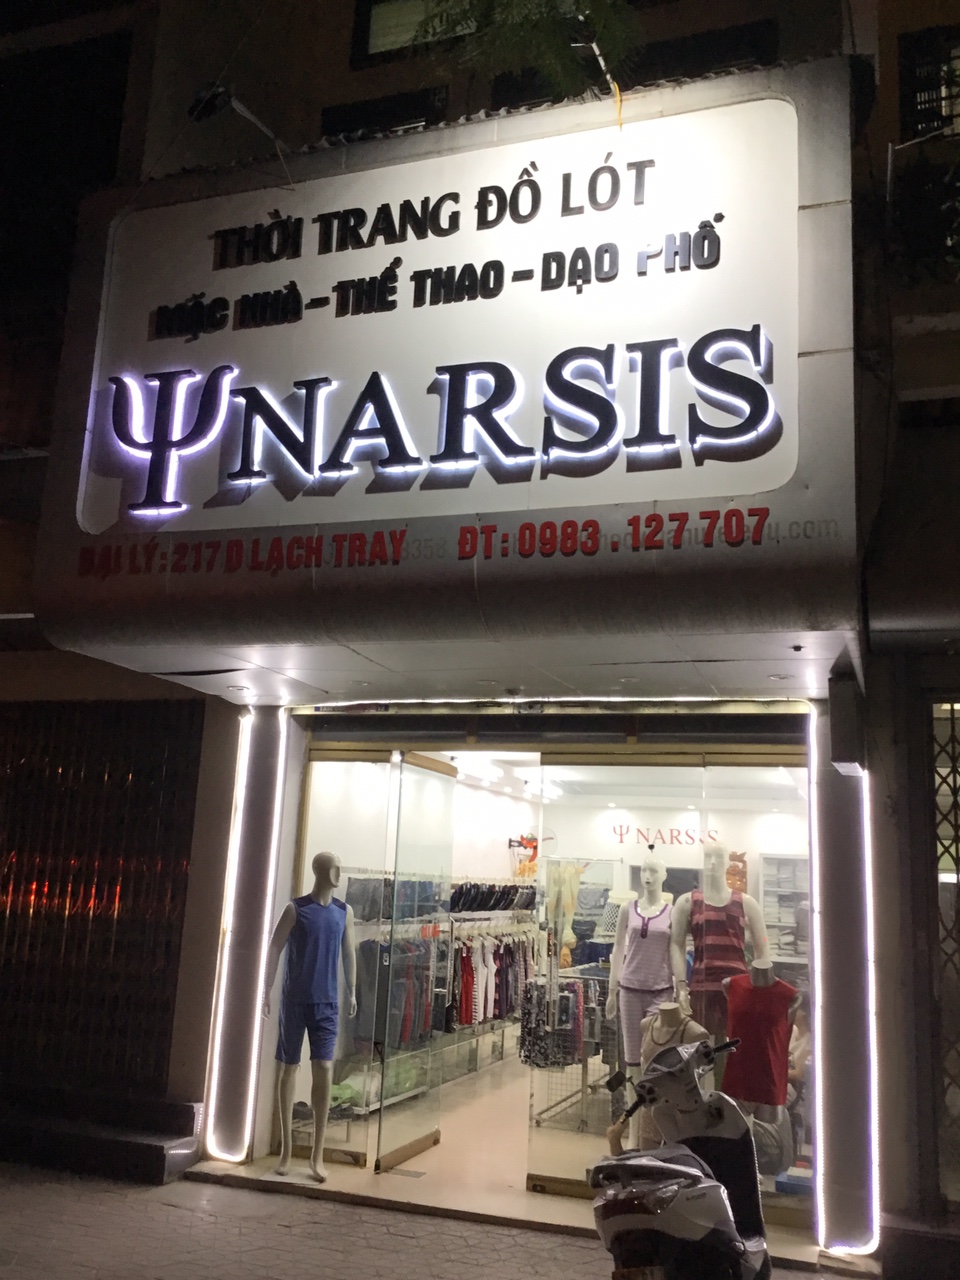 THỜI TRANG ĐỒ LÓT
MẶC NHÀ - THỂ THAO - DẠO PHỐ
ΨNARSIS
ĐẠI LÝ: 217 D LẠCH TRAY ĐT: 0983.127 707
Ψ NARSIS